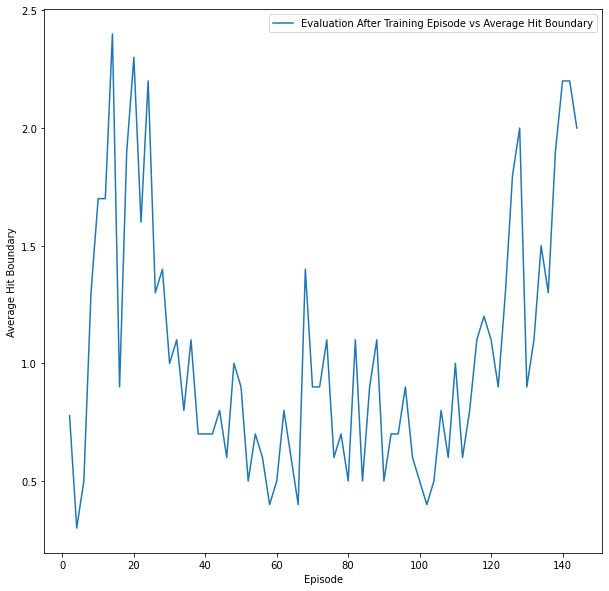 Evaluation After Training Episode vs Average Hit Boundary
2.5
2.0
1.5
1.0
0.5
Average Hit Boundary
0 20 40 60 80 100 120 140
Episode